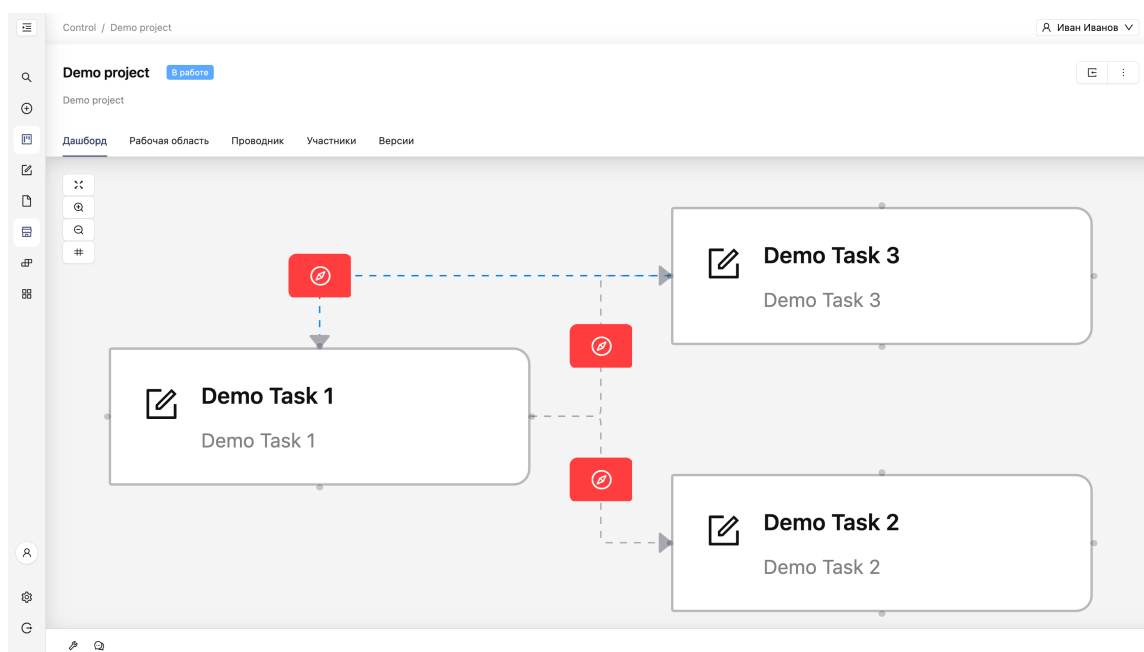 Control / Demo project
Иван Иванов
Demo project
В работе
Demo project
Дашборд Рабочая область Проводник Участники Версии
Demo Task 3
Demo Task 3
Demo Task 1
Demo Task 1
Demo Task 2
Demo Task 2